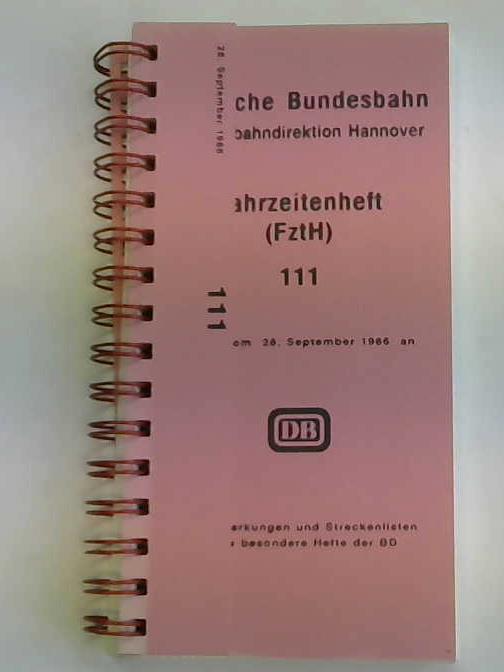 28. September 1986
111
che Bundesbahn
bahndirektion Hannover
ahrzeitenheft
(FztH)
111
om 28. September 1986 an
DB
erkungen und Streckenlisten
r besondere Hefte der BD